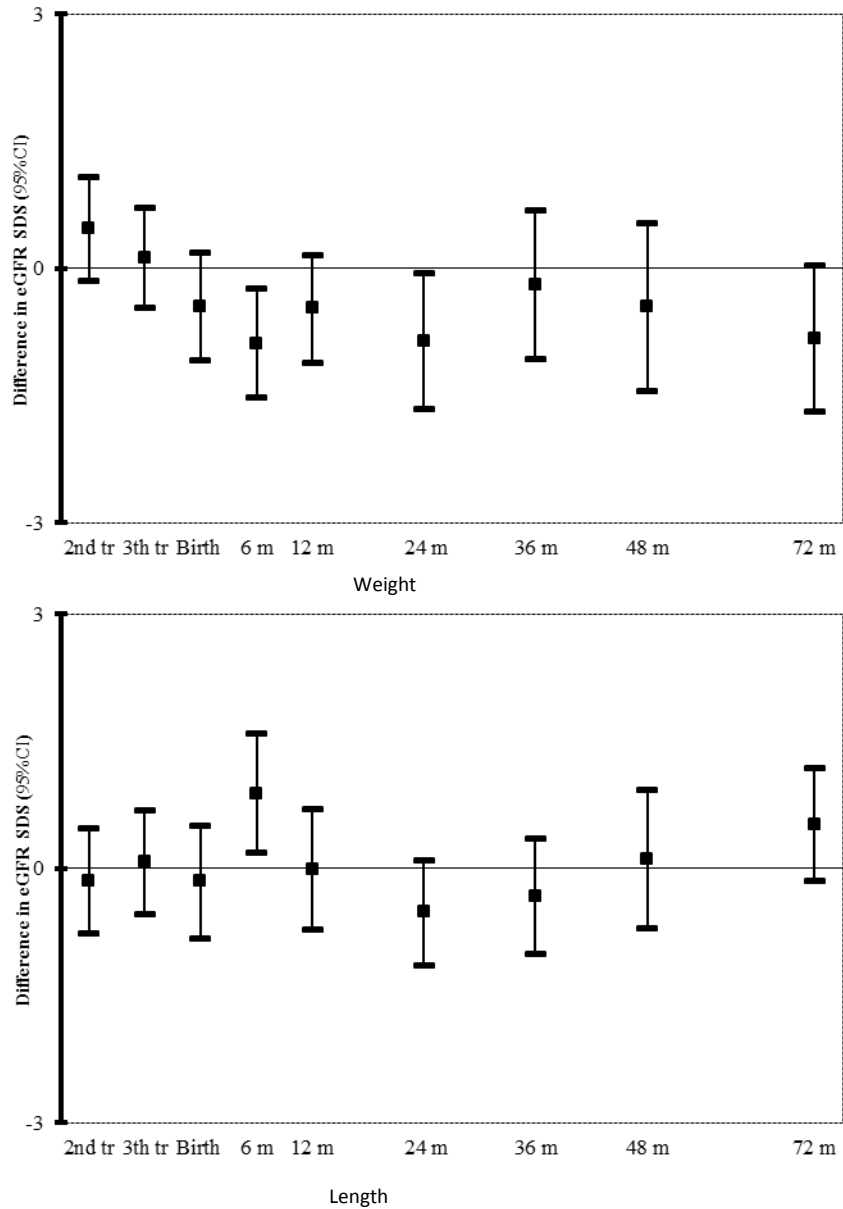 3
Difference in eGFR SDS (95%CI)
0
-3
2nd tr 3th tr Birth 6 m 12 m 24 m 36 m 48 m 72 m
Weight
3
Difference in eGFR SDS (95%CI)
0
-3
2nd tr 3th tr Birth 6 m 12 m 24 m 36 m 48 m 72 m
Length